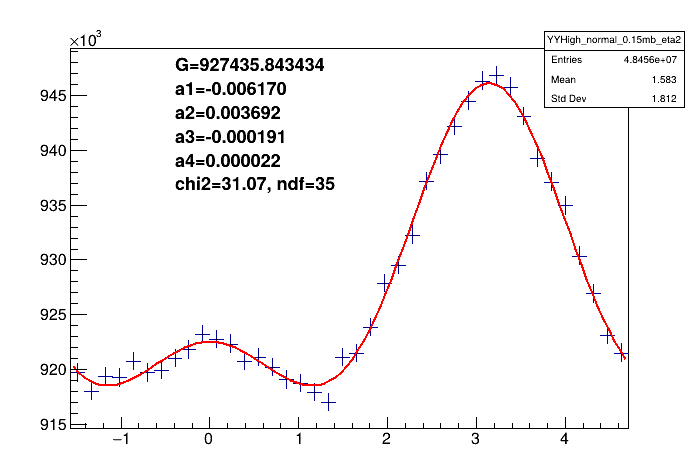 ×10³
YYHigh_normal_0.15mb_eta2
Entries 4.8456e+07
Mean 1.583
Std Dev 1.812
G=927435.843434
a1=-0.006170
a2=0.003692
a3=-0.000191
a4=0.000022
chi2=31.07, ndf=35
945
940
935
930
925
920
915
−1 0 1 2 3 4